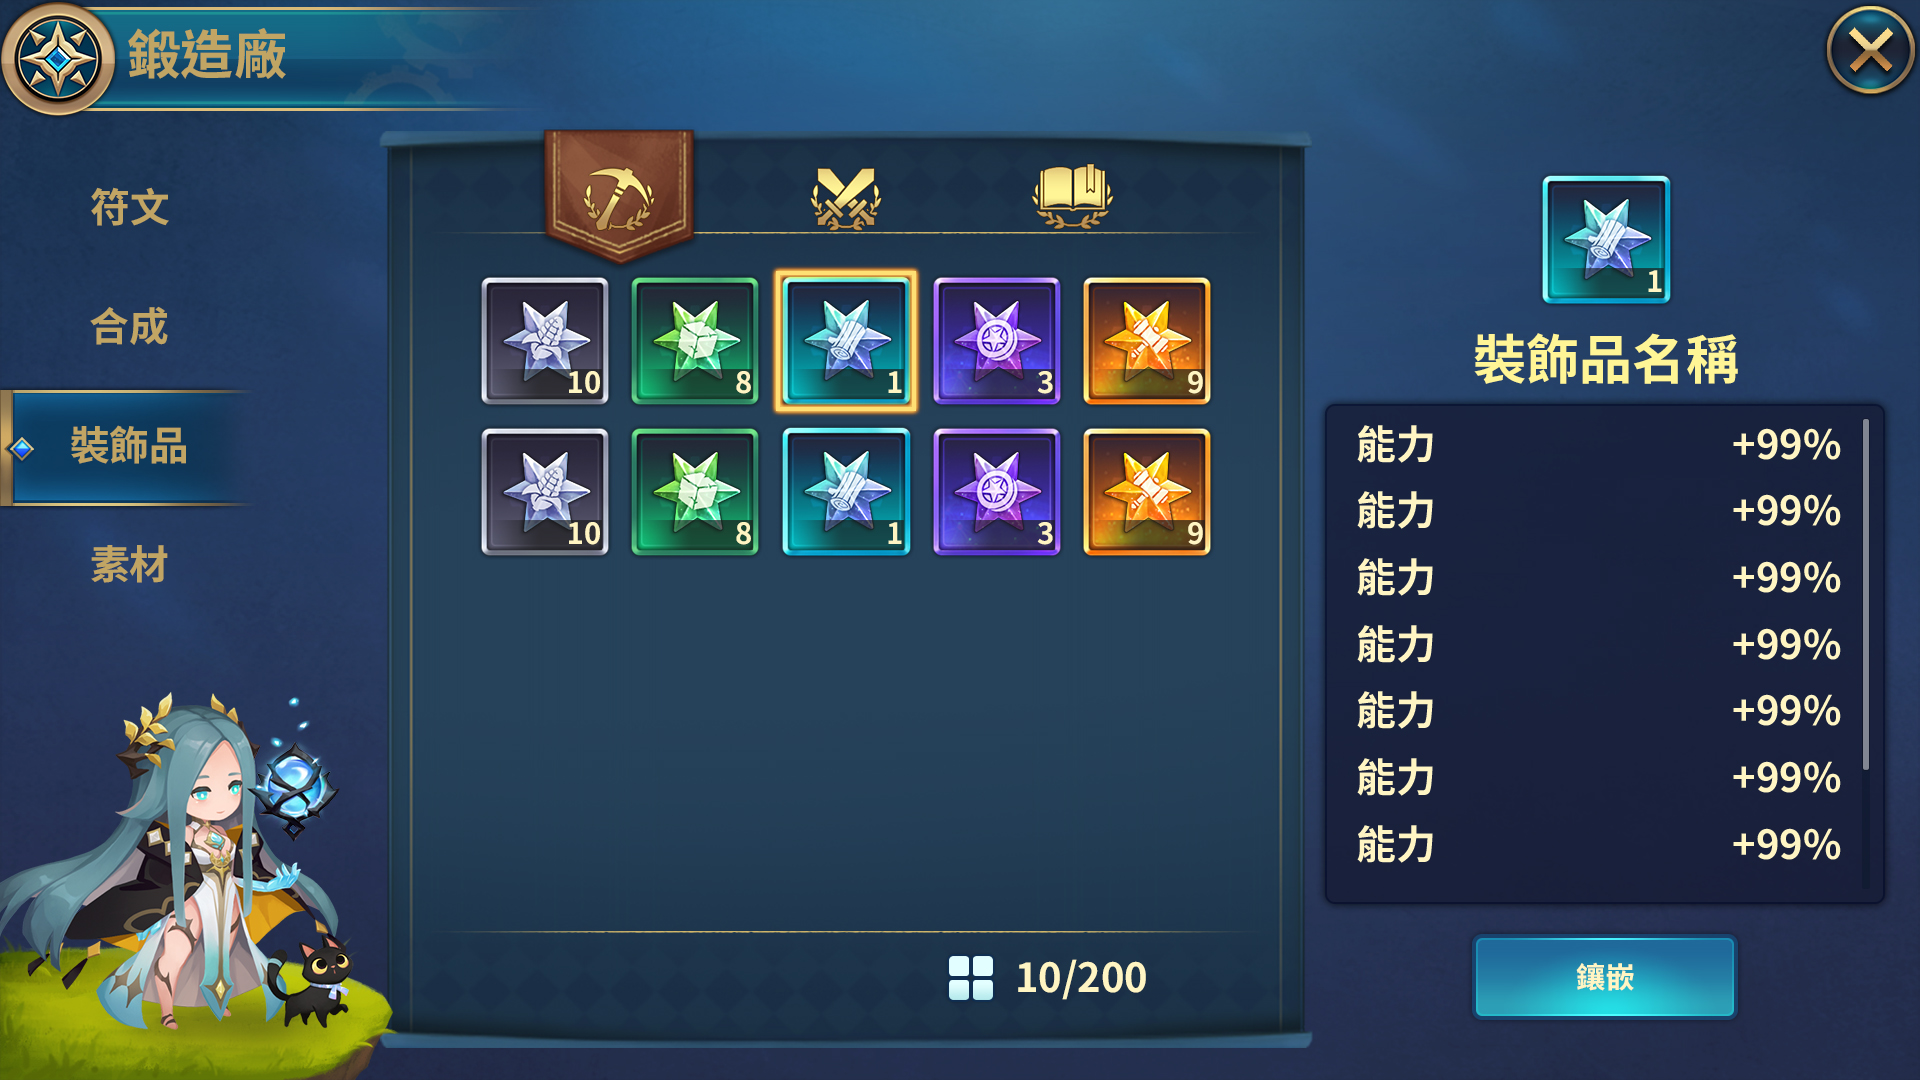 鍛造廠
符文
合成
裝飾品
素材
10 8 1 3 9
10 8 1 3 9
10/200
1
裝飾品名稱
能力 +99%
能力 +99%
能力 +99%
能力 +99%
能力 +99%
能力 +99%
能力 +99%
鑲嵌